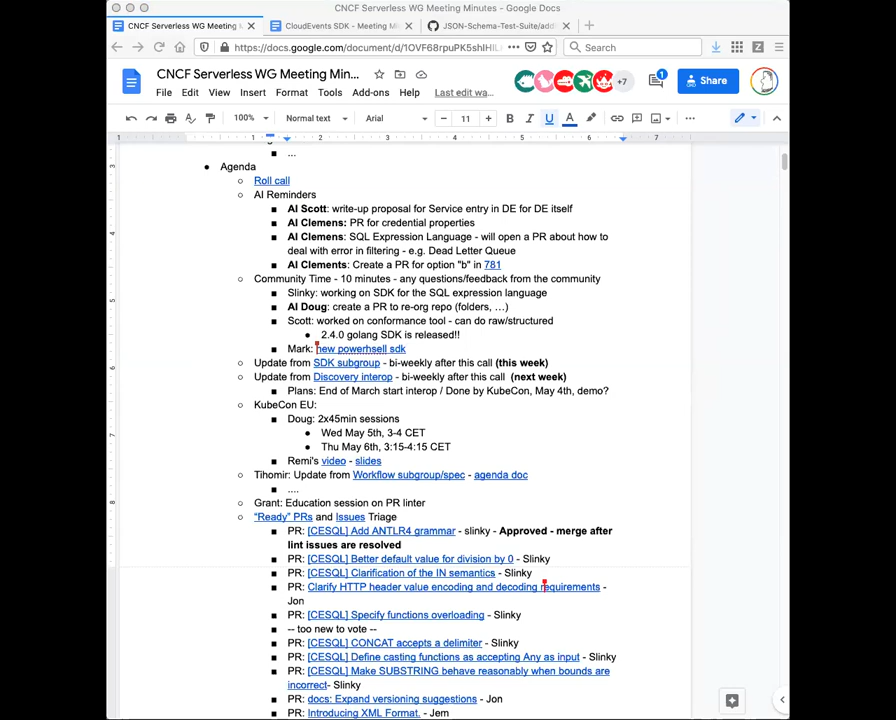 CNCF Serverless WG Meeting Minutes - Google Docs
CNCF Serverless WG Meeting M
CloudEvents SDK - Meeting Mi
JSON-Schema-Test-Suite/addi
https://docs.google.com/document/d/1OVF68rpuPK5shIHIL
Search
CNCF Serverless WG Meeting Min...
+7
1
Share
File Edit View Insert Format Tools Add-ons Help Last edit wa...
100% Normal text Arial 11 B I U A
1 1 2 3 4 5 6 7
...
Agenda
Roll call
AI Reminders
AI Scott: write-up proposal for Service entry in DE for DE itself
AI Clemens: PR for credential properties
AI Clemens: SQL Expression Language - will open a PR about how to
deal with error in filtering - e.g. Dead Letter Queue
AI Clements: Create a PR for option "b" in 781
Community Time - 10 minutes - any questions/feedback from the community
Slinky: working on SDK for the SQL expression language
AI Doug: create a PR to re-org repo (folders, ...)
Scott: worked on conformance tool - can do raw/structured
2.4.0 golang SDK is released!!
Mark: new powerhsell sdk
Update from SDK subgroup - bi-weekly after this call (this week)
Update from Discovery interop - bi-weekly after this call (next week)
Plans: End of March start interop / Done by KubeCon, May 4th, demo?
KubeCon EU:
Doug: 2x45min sessions
Wed May 5th, 3-4 CET
Thu May 6th, 3:15-4:15 CET
Remi's video - slides
Tihomir: Update from Workflow subgroup/spec - agenda doc
....
Grant: Education session on PR linter
"Ready" PRs and Issues Triage
PR: [CESQL] Add ANTLR4 grammar - slinky - Approved - merge after
lint issues are resolved
PR: [CESQL] Better default value for division by 0 - Slinky
PR: [CESQL] Clarification of the IN semantics - Slinky
PR: Clarify HTTP header value encoding and decoding requirements -
Jon
PR: [CESQL] Specify functions overloading - Slinky
-- too new to vote --
PR: [CESQL] CONCAT accepts a delimiter - Slinky
PR: [CESQL] Define casting functions as accepting Any as input - Slinky
PR: [CESQL] Make SUBSTRING behave reasonably when bounds are
incorrect- Slinky
PR: docs: Expand versioning suggestions - Jon
PR: Introducing XML Format. - Jem